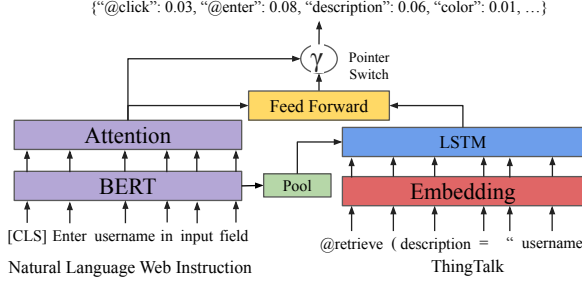 {“@click”: 0.03, “@enter”: 0.08, “description”: 0.06, “color”: 0.01, …}
γ
Pointer
Switch
Feed Forward
Attention
LSTM
BERT
Pool
Embedding
[CLS] Enter username in input field
@retrieve ( description = “ username
Natural Language Web Instruction
ThingTalk